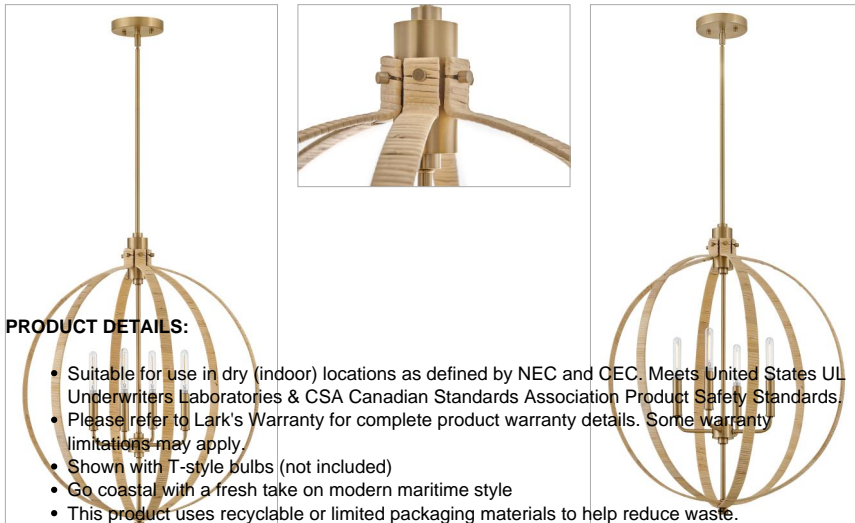 PRODUCT DETAILS:
• Suitable for use in dry (indoor) locations as defined by NEC and CEC. Meets United States UL
Underwriters Laboratories & CSA Canadian Standards Association Product Safety Standards.
• Please refer to Lark's Warranty for complete product warranty details. Some warranty
limitations may apply.
• Shown with T-style bulbs (not included)
• Go coastal with a fresh take on modern maritime style
• This product uses recyclable or limited packaging materials to help reduce waste.